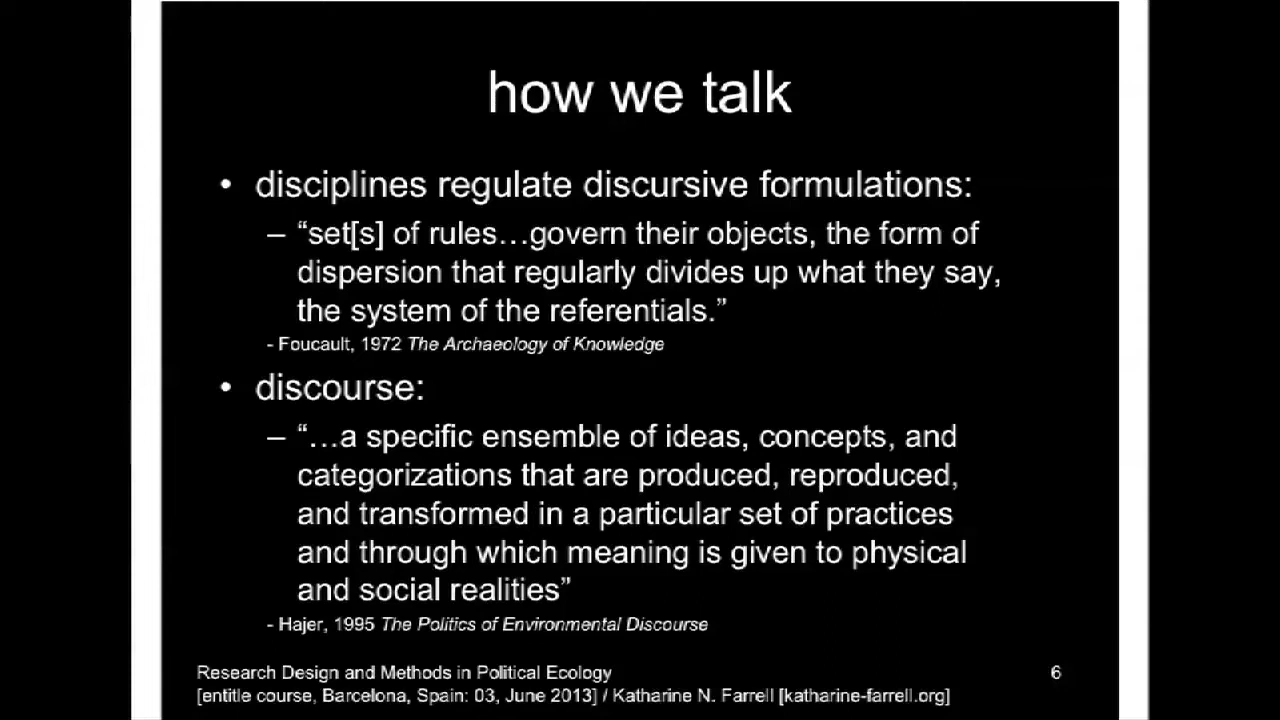 how we talk
• disciplines regulate discursive formulations:
– “set[s] of rules…govern their objects, the form of
dispersion that regularly divides up what they say,
the system of the referentials.”
- Foucault, 1972 The Archaeology of Knowledge
• discourse:
– “…a specific ensemble of ideas, concepts, and
categorizations that are produced, reproduced,
and transformed in a particular set of practices
and through which meaning is given to physical
and social realities”
- Hajer, 1995 The Politics of Environmental Discourse
Research Design and Methods in Political Ecology
[entitle course, Barcelona, Spain: 03, June 2013] / Katharine N. Farrell [katharine-farrell.org]
6